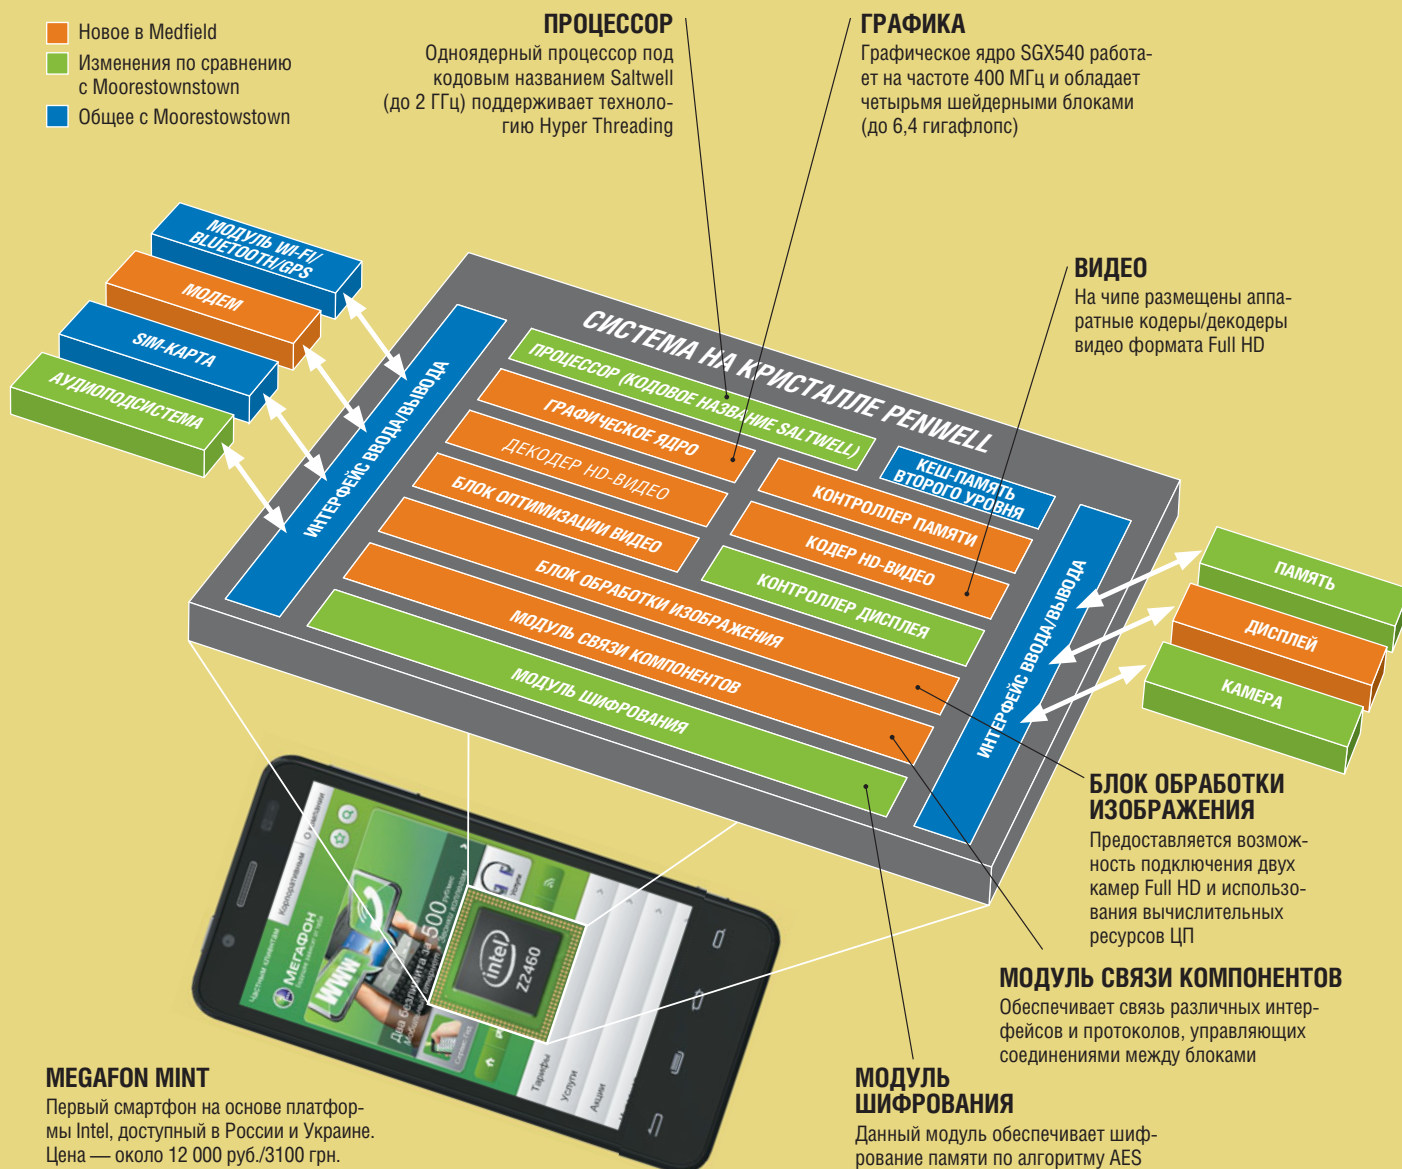 Новое в Medfield
Изменения по сравнению
с Moorestownstown
Общее с Moorestowstown
ПРОЦЕССОР
Одноядерный процессор под
кодовым названием Saltwell
(до 2 ГГц) поддерживает техноло-
гию Hyper Threading
ГРАФИКА
Графическое ядро SGX540 работа-
ет на частоте 400 МГц и обладает
четырьмя шейдерными блоками
(до 6,4 гигафлопс)
ВИДЕО
На чипе размещены аппа-
ратные кодеры/декодеры
видео формата Full HD
МОДУЛЬ WI-FI/
BLUETOOTH/GPS
МОДЕМ
SIM-КАРТА
АУДИОПОДСИСТЕМА
СИСТЕМА НА КРИСТАЛЛЕ PENWELL
ИНТЕРФЕЙС ВВОДА/ВЫВОДА
ПРОЦЕССОР (КОДОВОЕ НАЗВАНИЕ SALTWELL)
КЕШ-ПАМЯТЬ
ВТОРОГО УРОВНЯ
ГРАФИЧЕСКОЕ ЯДРО
КОНТРОЛЛЕР ПАМЯТИ
ДЕКОДЕР HD-ВИДЕО
КОДЕР HD-ВИДЕО
БЛОК ОПТИМИЗАЦИИ ВИДЕО
КОНТРОЛЛЕР ДИСПЛЕЯ
БЛОК ОБРАБОТКИ ИЗОБРАЖЕНИЯ
МОДУЛЬ СВЯЗИ КОМПОНЕНТОВ
МОДУЛЬ ШИФРОВАНИЯ
ИНТЕРФЕЙС ВВОДА/ВЫВОДА
ПАМЯТЬ
ДИСПЛЕЙ
КАМЕРА
БЛОК ОБРАБОТКИ
ИЗОБРАЖЕНИЯ
Предоставляется возмож-
ность подключения двух
камер Full HD и использо-
вания вычислительных
ресурсов ЦП
МОДУЛЬ СВЯЗИ КОМПОНЕНТОВ
Обеспечивает связь различных интер-
фейсов и протоколов, управляющих
соединениями между блоками
МОДУЛЬ
ШИФРОВАНИЯ
Данный модуль обеспечивает шиф-
рование памяти по алгоритму AES
Частным клиентам Корпоративным О компании
МЕГАФОН
WWW
Два безлимита за 500 рублей
Услуги
intel
Z2460
Тарифы
Услуги
Акции
MEGAFON MINT
Первый смартфон на основе платфор-
мы Intel, доступный в России и Украине.
Цена — около 12 000 руб./3100 грн.